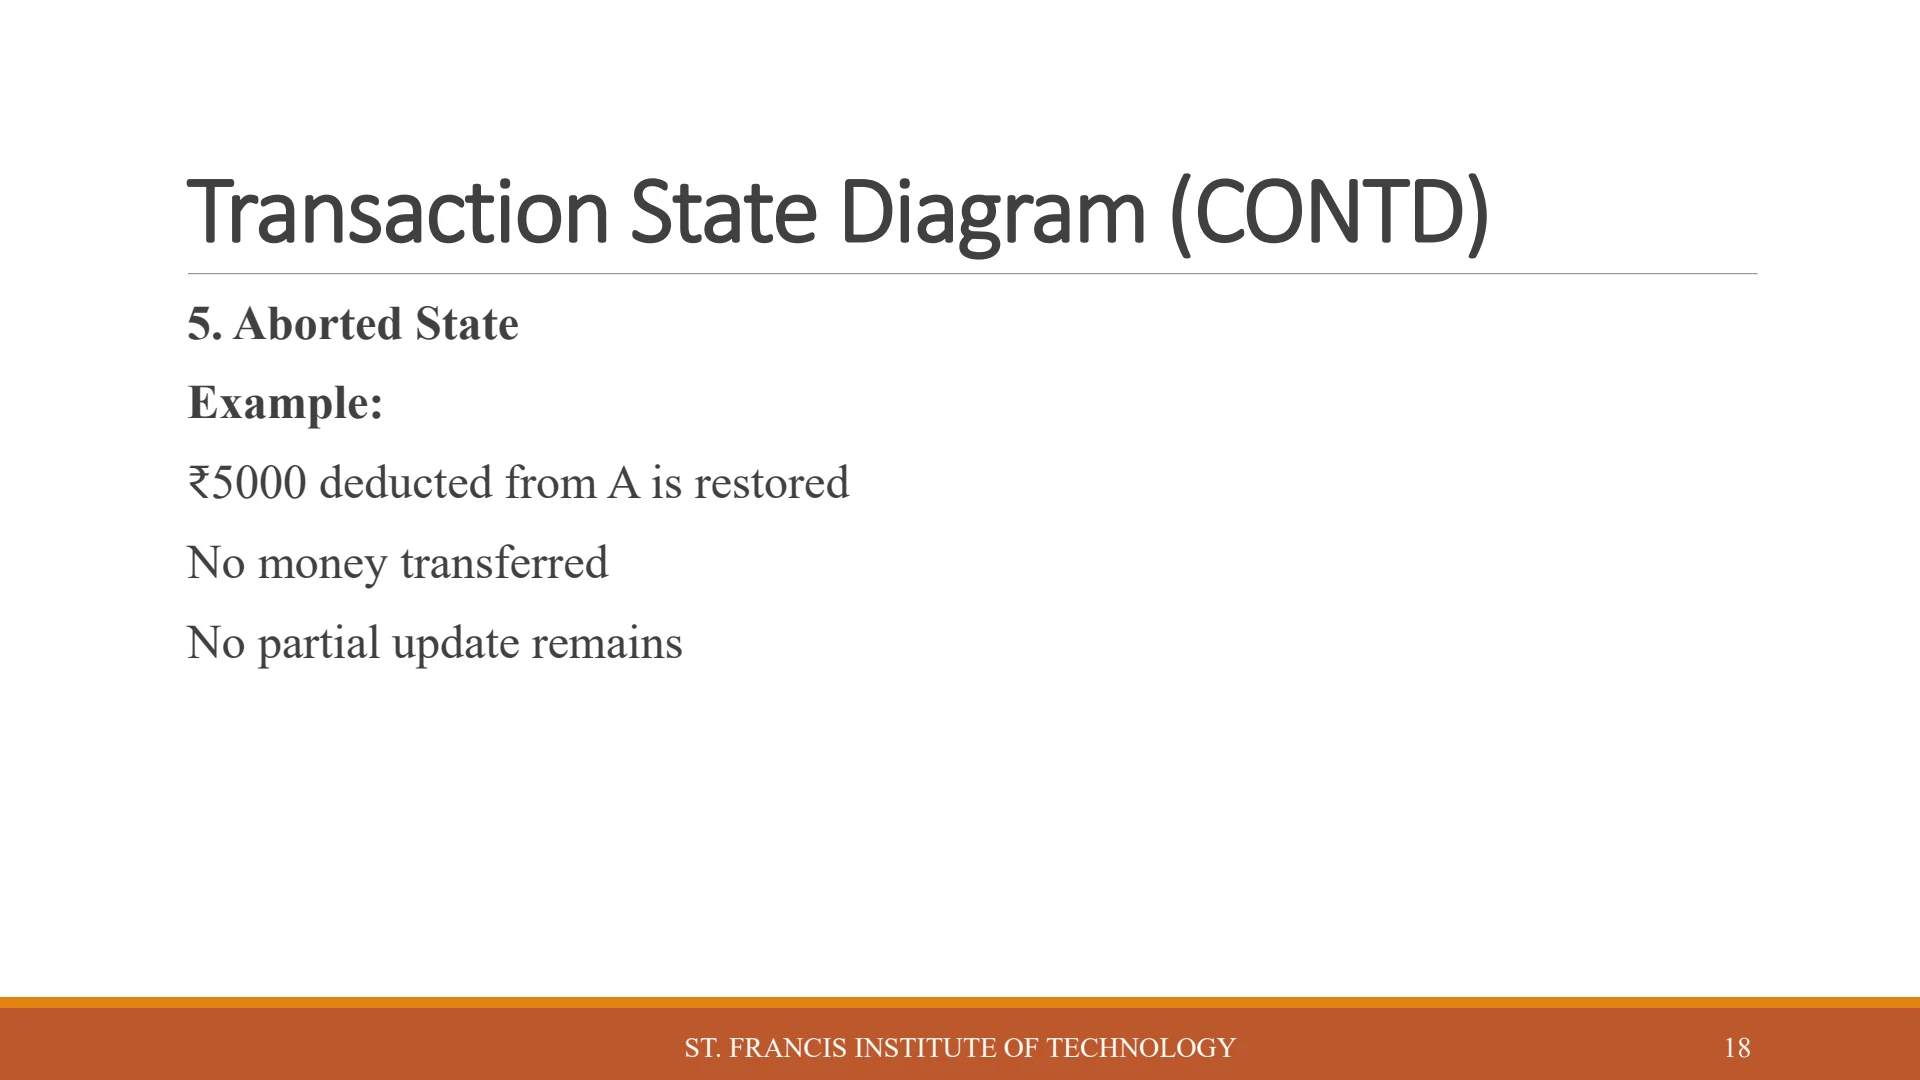 Transaction State Diagram (CONTD)
5. Aborted State
Example:
₹5000 deducted from A is restored
No money transferred
No partial update remains
ST. FRANCIS INSTITUTE OF TECHNOLOGY
18